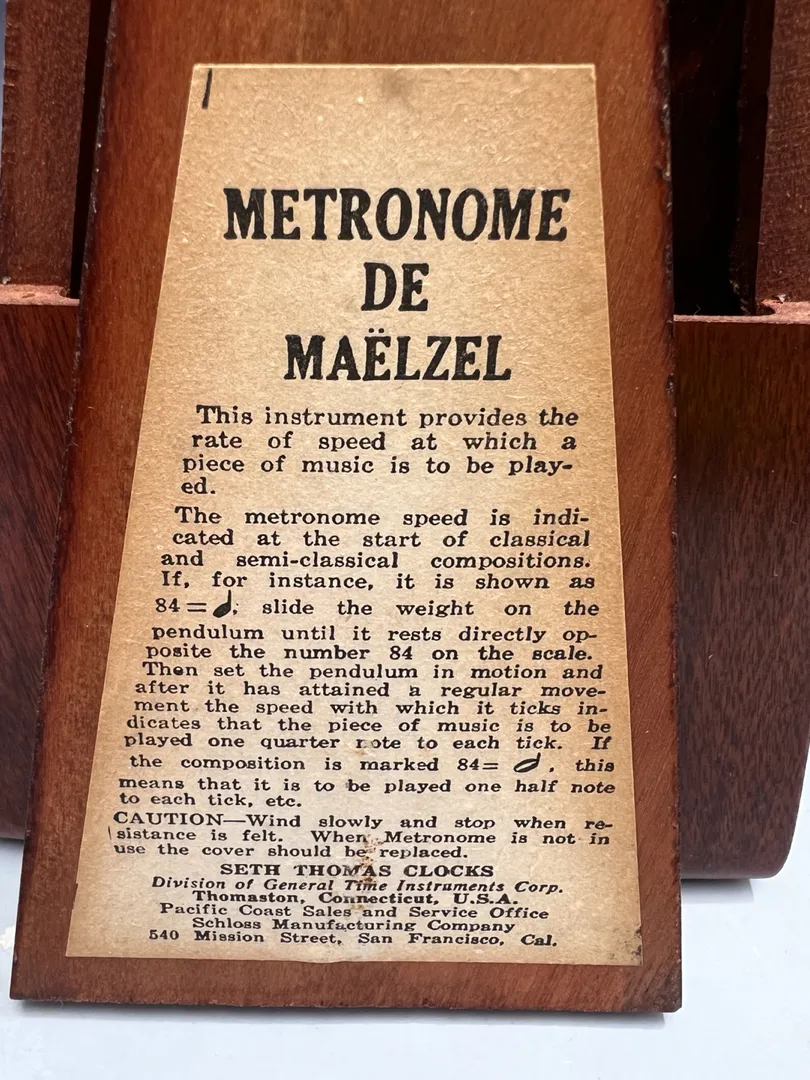 METRONOME
DE
MAËLZEL
This instrument provides the
rate of speed at which a
piece of music is to be play-
ed.
The metronome speed is indi-
cated at the start of classical
and semi-classical compositions.
If, for instance, it is shown as
84=♩, slide the weight on the
pendulum until it rests directly op-
posite the number 84 on the scale.
Then set the pendulum in motion and
after it has attained a regular move-
ment the speed with which it ticks in-
dicates that the piece of music is to be
played one quarter note to each tick. If
the composition is marked 84= 𝅗𝅥, this
means that it is to be played one half note
to each tick, etc.
CAUTION—Wind slowly and stop when re-
sistance is felt. When Metronome is not in
use the cover should be replaced.
SETH THOMAS CLOCKS
Division of General Time Instruments Corp.
Thomaston, Connecticut, U.S.A.
Pacific Coast Sales and Service Office
Schloss Manufacturing Company
540 Mission Street, San Francisco, Cal.